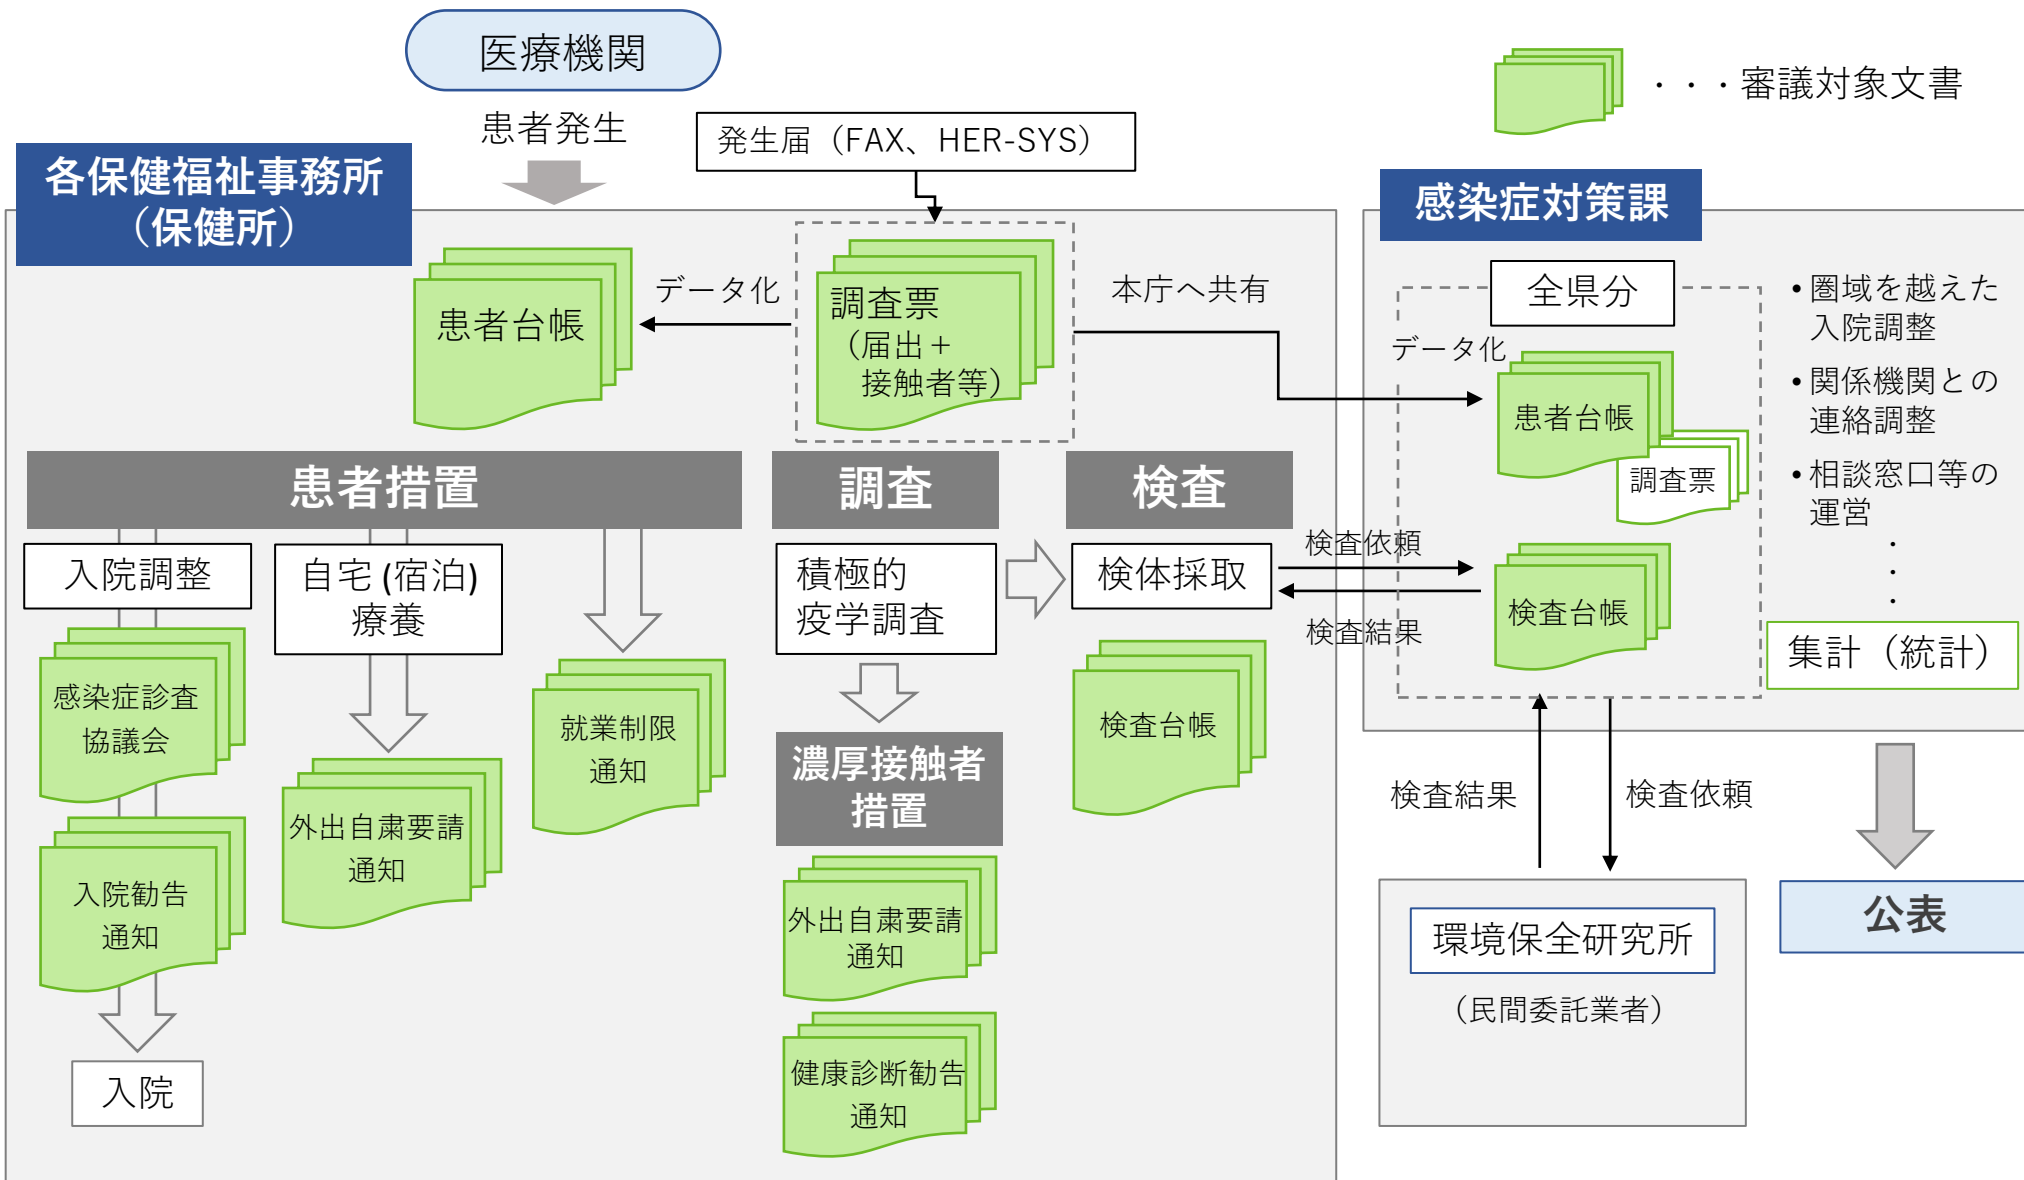 医療機関
患者発生
発生届（FAX、HER-SYS）
・・・審議対象文書
各保健福祉事務所
（保健所）
患者台帳
データ化
調査票
（届出＋
接触者等）
本庁へ共有
患者措置
入院調整
感染症診査
協議会
入院勧告
通知
入院
自宅(宿泊)
療養
外出自粛要請
通知
就業制限
通知
調査
積極的
疫学調査
濃厚接触者
措置
外出自粛要請
通知
健康診断勧告
通知
検査
検体採取
検査台帳
検査依頼
検査結果
感染症対策課
全県分
データ化
患者台帳
調査票
検査台帳
•圏域を越えた
入院調整
•関係機関との
連絡調整
•相談窓口等の
運営
・
・
・
集計（統計）
検査結果
検査依頼
環境保全研究所
（民間委託業者）
公表